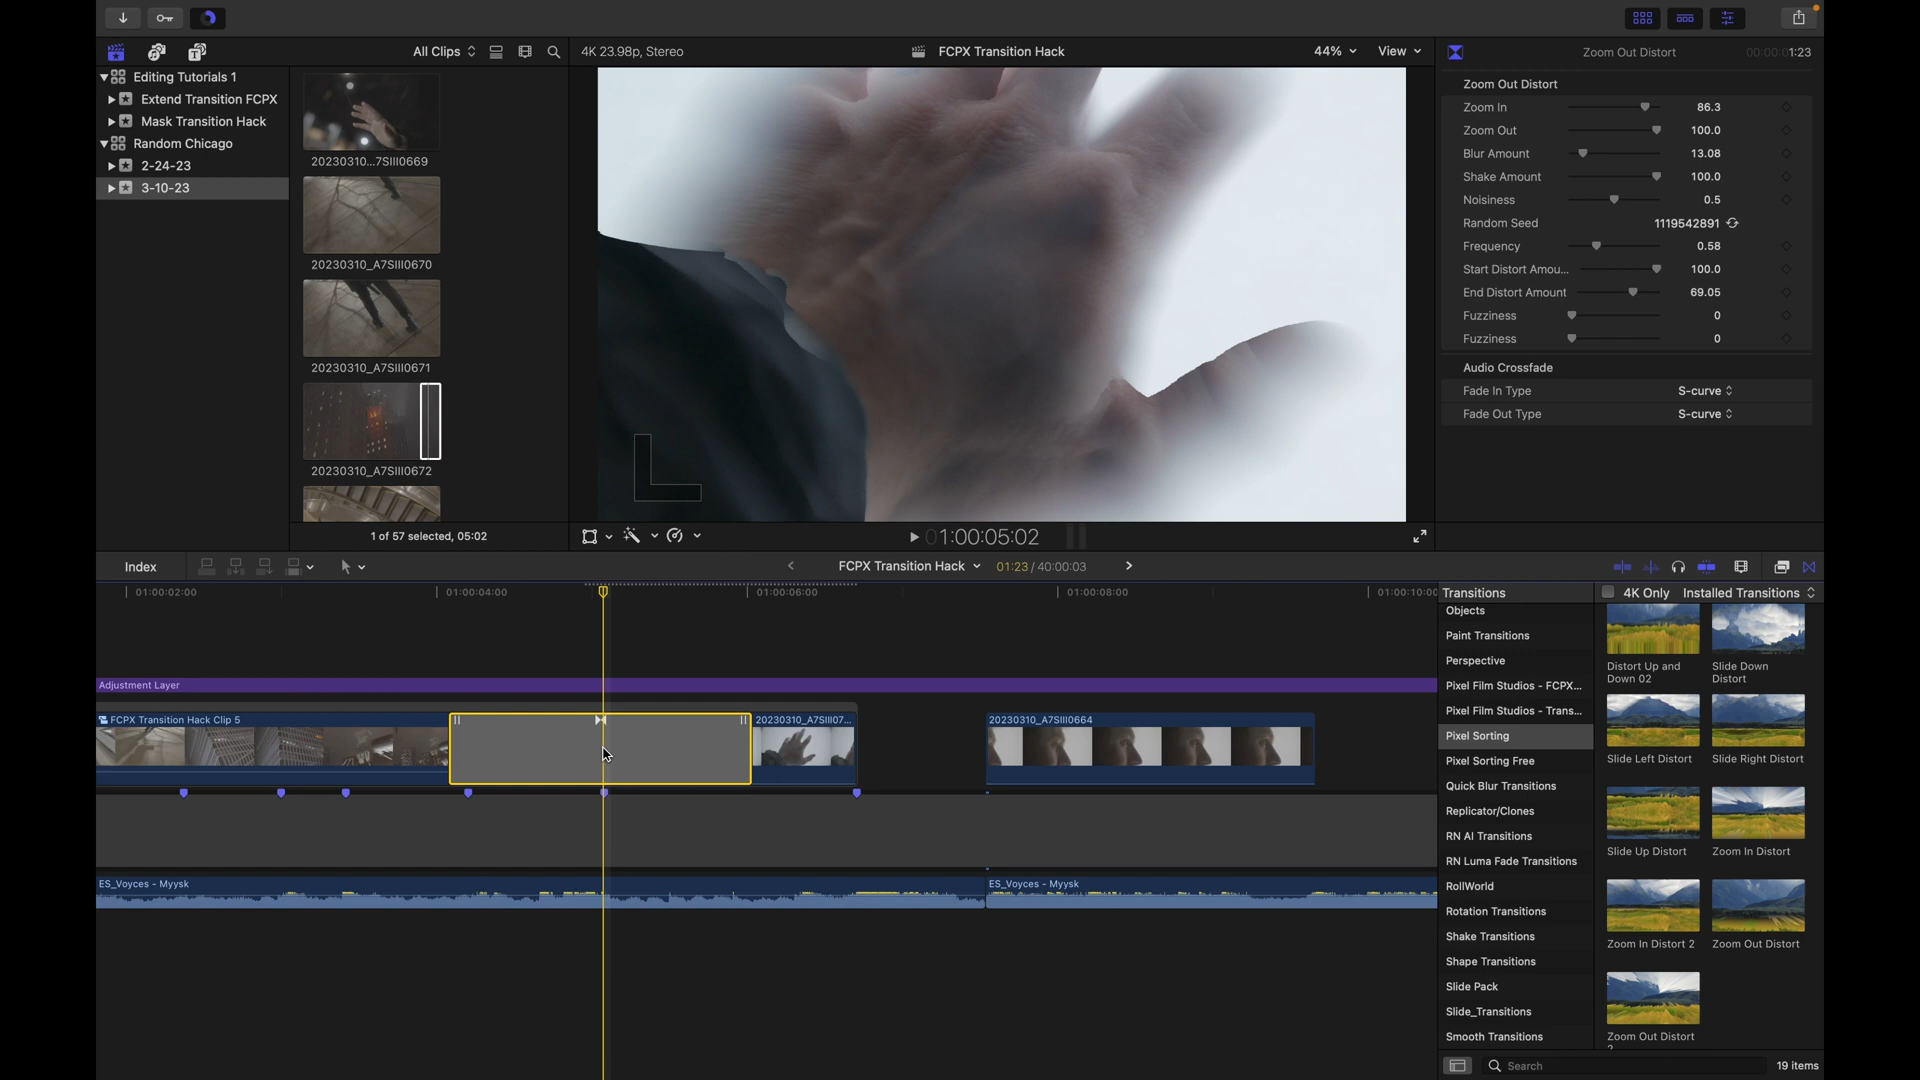 All Clips
4K 23.98p, Stereo
FCPX Transition Hack
44%
View
Zoom Out Distort
00:00:01:23
Editing Tutorials 1
Extend Transition FCPX
Mask Transition Hack
Random Chicago
2-24-23
3-10-23
20230310...7SIII0669
20230310_A7SIII0670
20230310_A7SIII0671
20230310_A7SIII0672
1 of 57 selected, 05:02
01:00:05:02
Zoom Out Distort
Zoom In 86.3
Zoom Out 100.0
Blur Amount 13.08
Shake Amount 100.0
Noisiness 0.5
Random Seed 1119542891
Frequency 0.58
Start Distort Amou... 100.0
End Distort Amount 69.05
Fuzziness 0
Fuzziness 0
Audio Crossfade
Fade In Type S-curve
Fade Out Type S-curve
Index
FCPX Transition Hack
01:23 / 40:00:03
01:00:02:00
01:00:04:00
01:00:06:00
01:00:08:00
01:00:10:00
Adjustment Layer
FCPX Transition Hack Clip 5
20230310_A7SIII07...
20230310_A7SIII0664
ES_Voyces - Myysk
ES_Voyces - Myysk
Transitions
4K Only
Installed Transitions
Objects
Paint Transitions
Perspective
Pixel Film Studios - FCPX...
Pixel Film Studios - Trans...
Pixel Sorting
Pixel Sorting Free
Quick Blur Transitions
Replicator/Clones
RN AI Transitions
RN Luma Fade Transitions
RollWorld
Rotation Transitions
Shake Transitions
Shape Transitions
Slide Pack
Slide_Transitions
Smooth Transitions
Distort Up and
Down 02
Slide Down
Distort
Slide Left Distort
Slide Right Distort
Slide Up Distort
Zoom In Distort
Zoom In Distort 2
Zoom Out Distort
Zoom Out Distort
2
Search
19 items